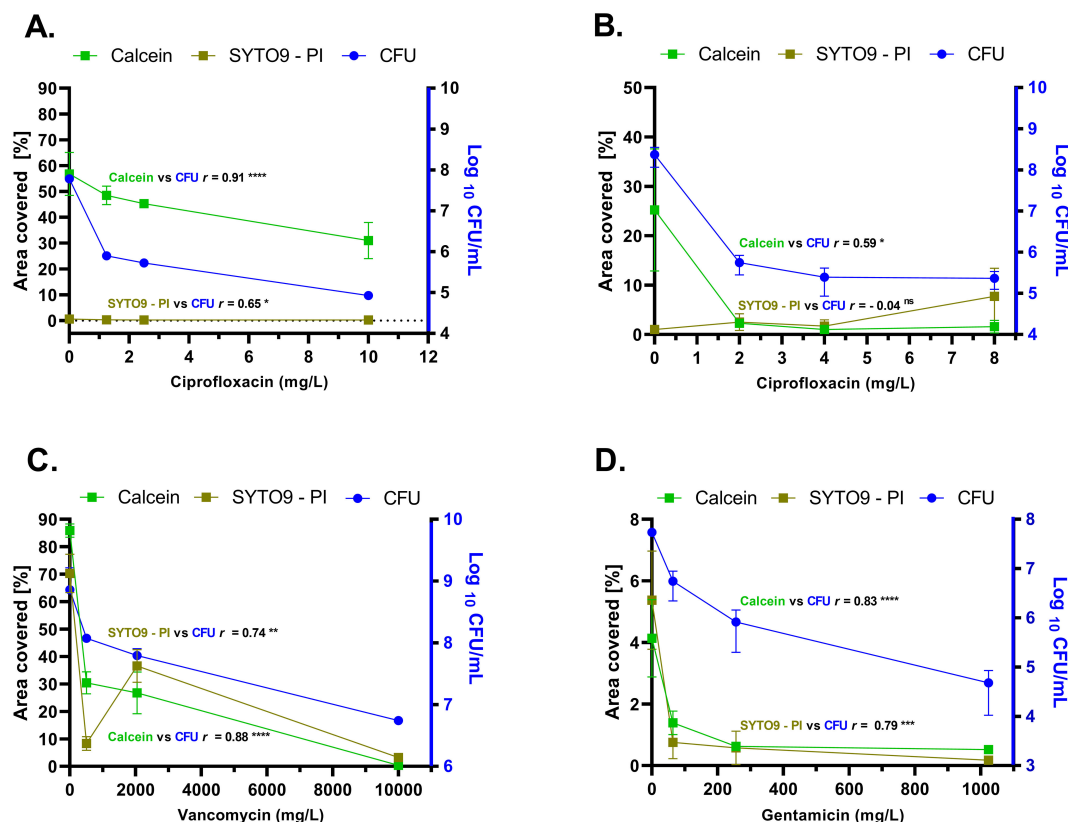 A.
Calcein SYTO9 - PI CFU
Area covered [%]
90
80
70
60
50
40
30
20
10
0
10
9
8
7
6
5
4
Log 10 CFU/mL
Calcein vs CFU r = 0.91 ****
SYTO9 - PI vs CFU r = 0.65 *
0 2 4 6 8 10 12
Ciprofloxacin (mg/L)
B.
Calcein SYTO9 - PI CFU
Area covered [%]
50
40
30
20
10
0
10
9
8
7
6
5
4
Log 10 CFU/mL
Calcein vs CFU r = 0.59 *
SYTO9 - PI vs CFU r = - 0.04 ns
0 1 2 3 4 5 6 7 8
Ciprofloxacin (mg/L)
C.
Calcein SYTO9 - PI CFU
Area covered [%]
90
80
70
60
50
40
30
20
10
0
10
9
8
7
6
Log 10 CFU/mL
SYTO9 - PI vs CFU r = 0.74 **
Calcein vs CFU r = 0.88 ****
0 2000 4000 6000 8000 10000
Vancomycin (mg/L)
D.
Calcein SYTO9 - PI CFU
Area covered [%]
8
6
4
2
0
8
7
6
5
4
3
Log 10 CFU/mL
Calcein vs CFU r = 0.83 ****
SYTO9 - PI vs CFU r = 0.79 ***
0 200 400 600 800 1000
Gentamicin (mg/L)